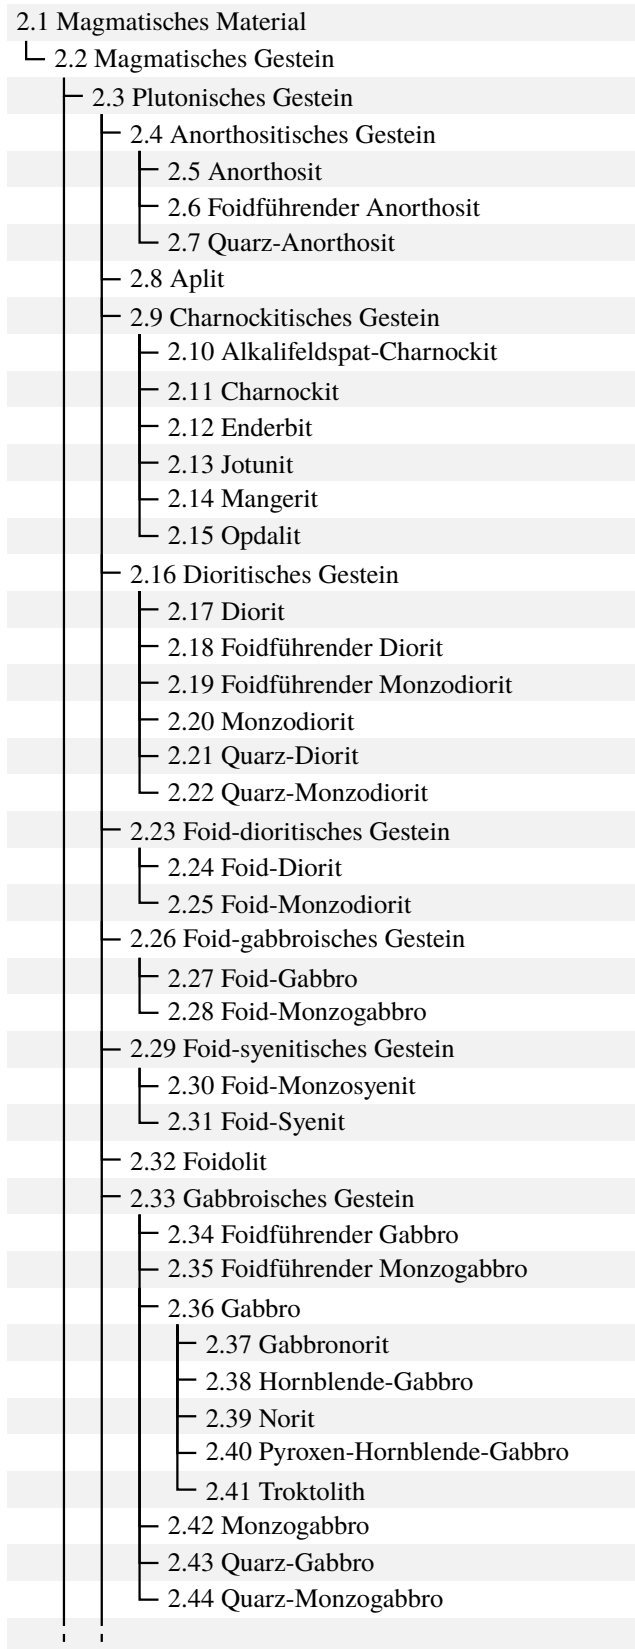 2.1 Magmatisches Material
2.2 Magmatisches Gestein
2.3 Plutonisches Gestein
2.4 Anorthositisches Gestein
2.5 Anorthosit
2.6 Foidführender Anorthosit
2.7 Quarz-Anorthosit
2.8 Aplit
2.9 Charnockitisches Gestein
2.10 Alkalifeldspat-Charnockit
2.11 Charnockit
2.12 Enderbit
2.13 Jotunit
2.14 Mangerit
2.15 Opdalit
2.16 Dioritisches Gestein
2.17 Diorit
2.18 Foidführender Diorit
2.19 Foidführender Monzodiorit
2.20 Monzodiorit
2.21 Quarz-Diorit
2.22 Quarz-Monzodiorit
2.23 Foid-dioritisches Gestein
2.24 Foid-Diorit
2.25 Foid-Monzodiorit
2.26 Foid-gabbroisches Gestein
2.27 Foid-Gabbro
2.28 Foid-Monzogabbro
2.29 Foid-syenitisches Gestein
2.30 Foid-Monzosyenit
2.31 Foid-Syenit
2.32 Foidolit
2.33 Gabbroisches Gestein
2.34 Foidführender Gabbro
2.35 Foidführender Monzogabbro
2.36 Gabbro
2.37 Gabbronorit
2.38 Hornblende-Gabbro
2.39 Norit
2.40 Pyroxen-Hornblende-Gabbro
2.41 Troktolith
2.42 Monzogabbro
2.43 Quarz-Gabbro
2.44 Quarz-Monzogabbro